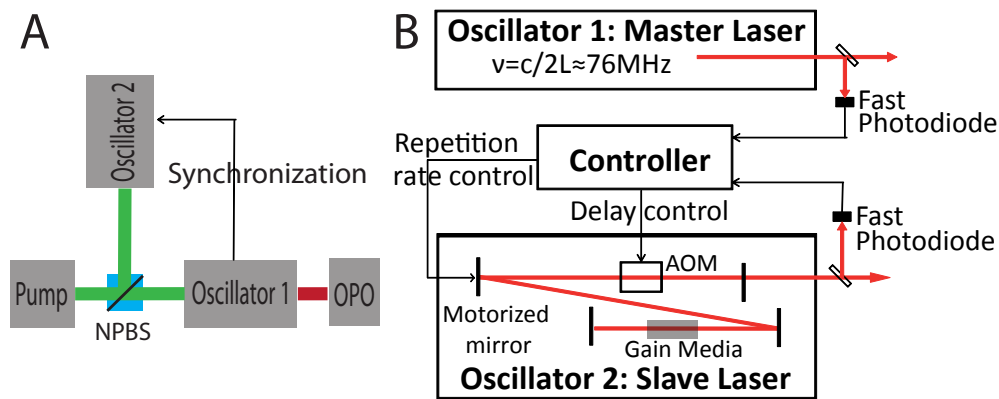 A
Oscillator 2
Synchronization
Pump
NPBS
Oscillator 1
OPO
B
Oscillator 1: Master Laser
ν=c/2L≈76MHz
Fast
Photodiode
Repetition
rate control
Controller
Delay control
Fast
Photodiode
AOM
Motorized
mirror
Gain Media
Oscillator 2: Slave Laser